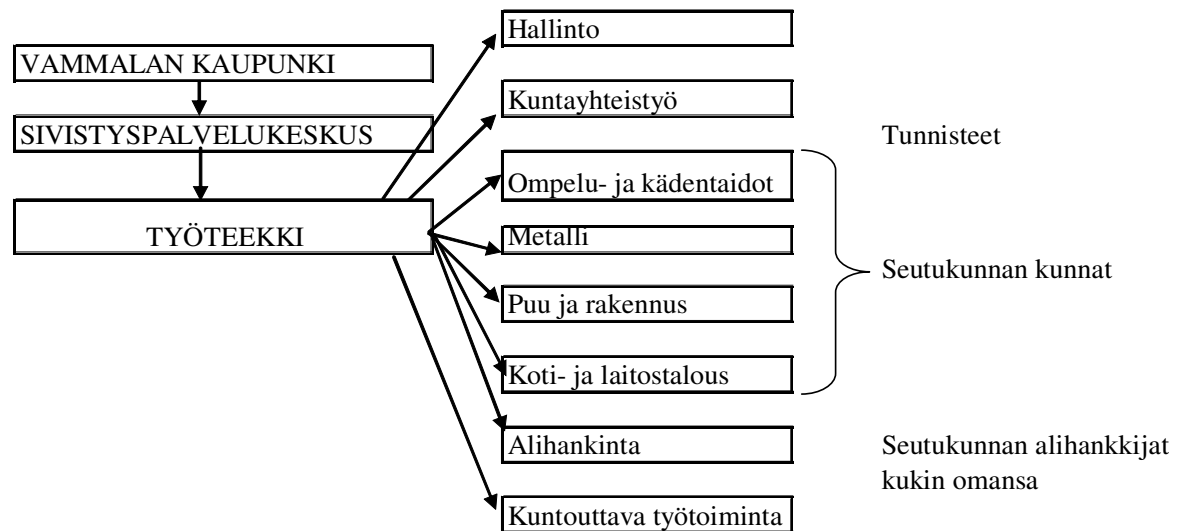 VAMMALAN KAUPUNKI
SIVISTYSPALVELUKESKUS
TYÖTEEKKI
Hallinto
Kuntayhteistyö
Ompelu- ja kädentaidot
Metalli
Puu ja rakennus
Koti- ja laitostalous
Alihankinta
Kuntouttava työtoiminta
Tunnisteet
Seutukunnan kunnat
Seutukunnan alihankkijat
kukin omansa